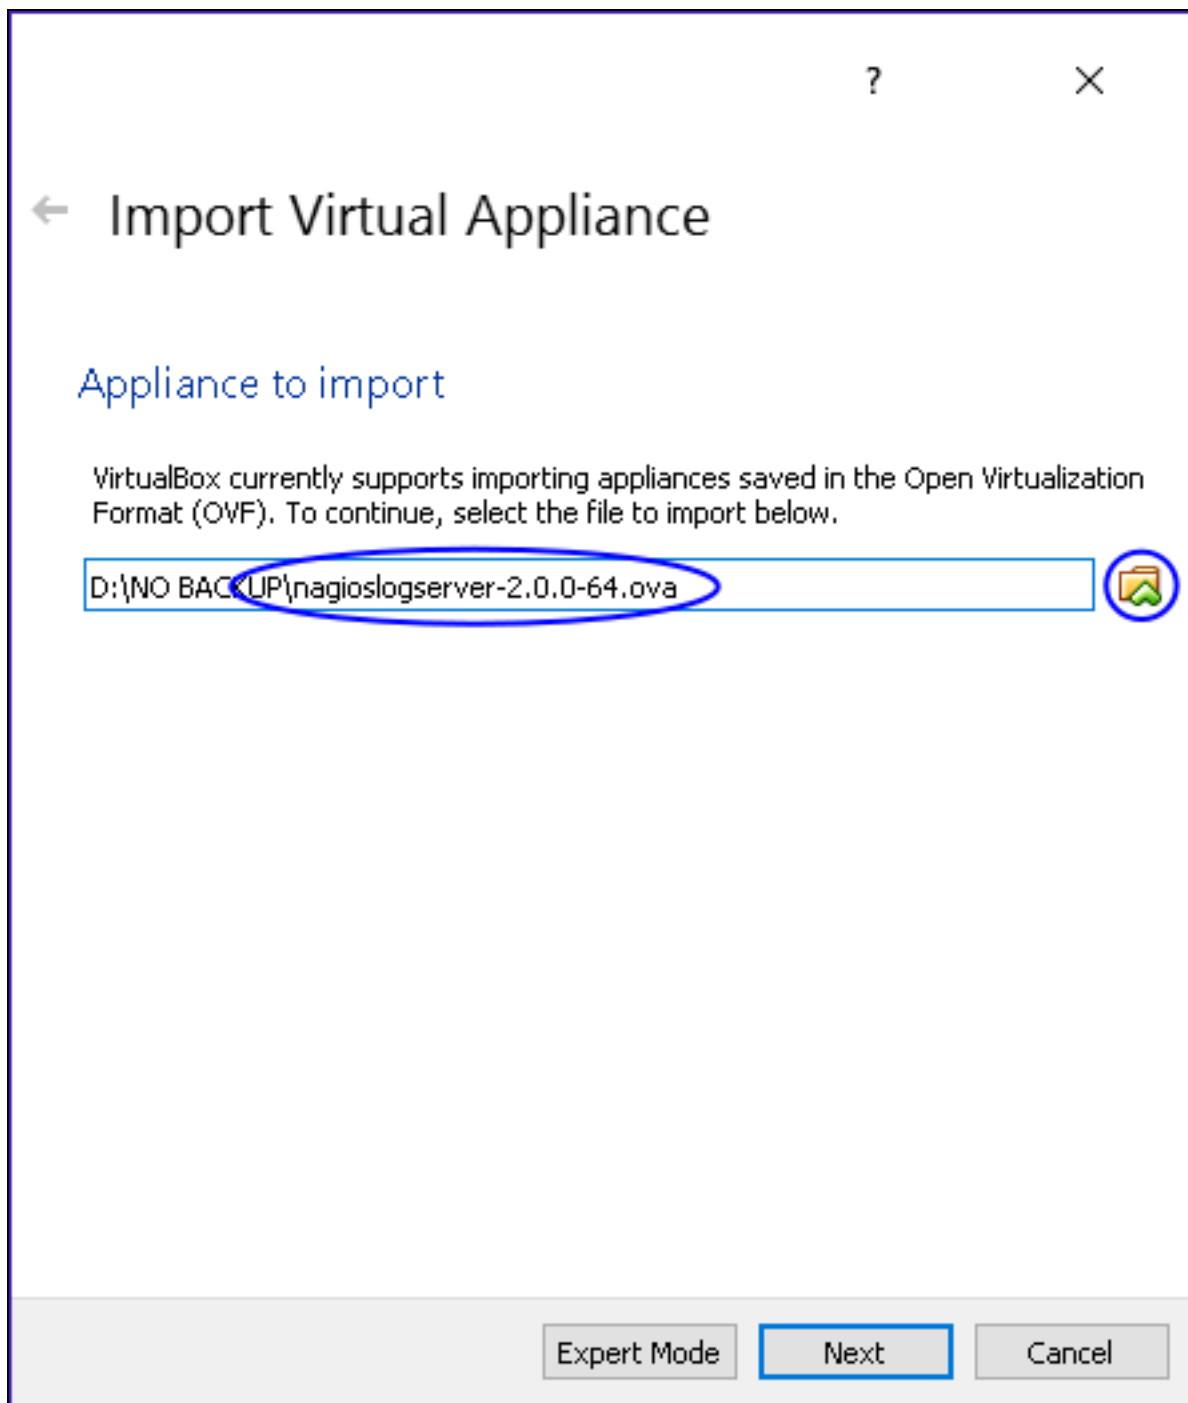 ?
Import Virtual Appliance
Appliance to import
VirtualBox currently supports importing appliances saved in the Open Virtualization
Format (OVF). To continue, select the file to import below.
D:\NO BACKUP\nagioslogserver-2.0.0-64.ova
Expert Mode Next Cancel